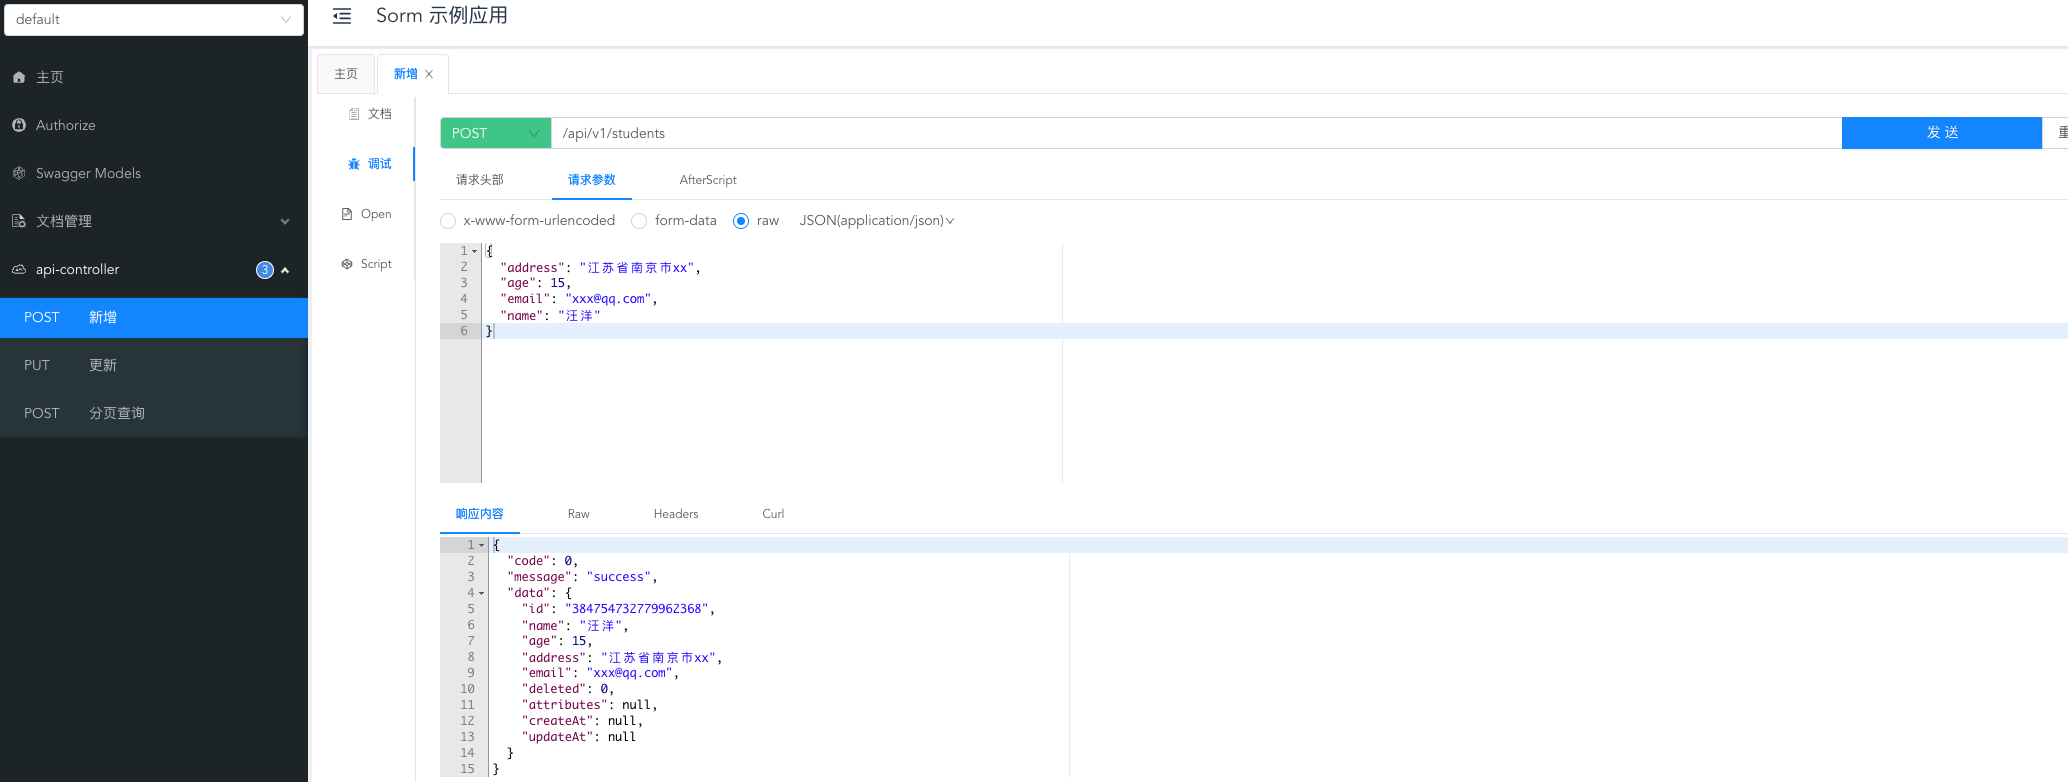 default
主页
Authorize
Swagger Models
文档管理
api-controller 3
POST 新增
PUT 更新
POST 分页查询
Sorm 示例应用
主页 新增
文档
调试
Open
Script
POST /api/v1/students 发 送
请求头部 请求参数 AfterScript
x-www-form-urlencoded form-data raw JSON(application/json)
1 {
2 "address": "江苏省南京市xx",
3 "age": 15,
4 "email": "xxx@qq.com",
5 "name": "汪洋"
6 }
响应内容 Raw Headers Curl
1 {
2 "code": 0,
3 "message": "success",
4 "data": {
5 "id": "384754732779962368",
6 "name": "汪洋",
7 "age": 15,
8 "address": "江苏省南京市xx",
9 "email": "xxx@qq.com",
10 "deleted": 0,
11 "attributes": null,
12 "createAt": null,
13 "updateAt": null
14 }
15 }